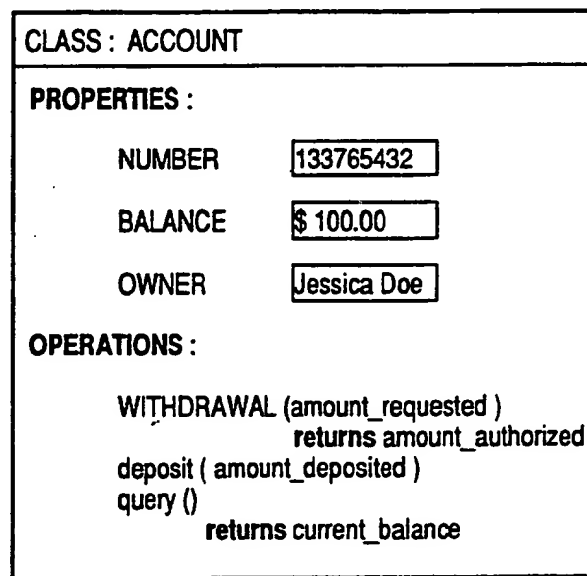 CLASS : ACCOUNT
PROPERTIES :
NUMBER 133765432
BALANCE $ 100.00
OWNER Jessica Doe
OPERATIONS :
WITHDRAWAL (amount_requested )
returns amount_authorized
deposit ( amount_deposited )
query ()
returns current_balance